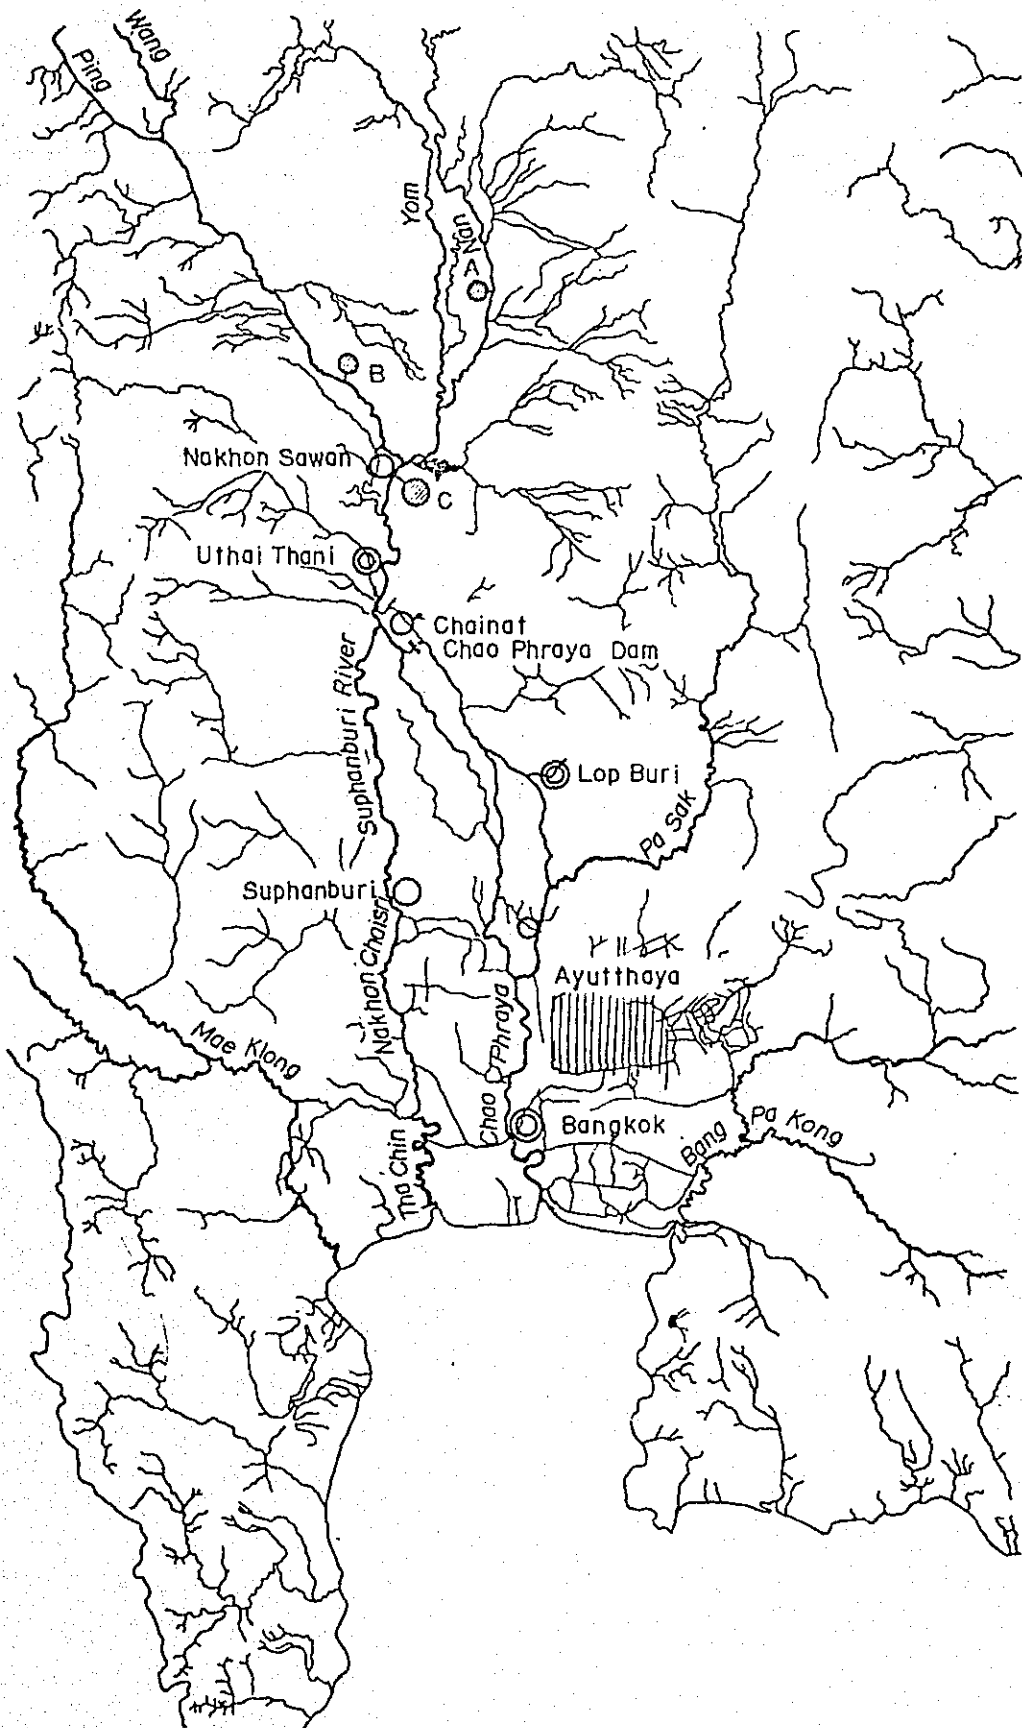 Wang
Ping
Yom
Nan
A
B
Nakhon Sawan
C
Uthai Thani
Chainat
Chao Phraya Dam
Suphanburi River
Lop Buri
Pa Sak
Suphanburi
Nakhon Chaisri
Ayutthaya
Chao Phraya
Mae Klong
Bangkok
Bang Pa Kong
Tha Chin